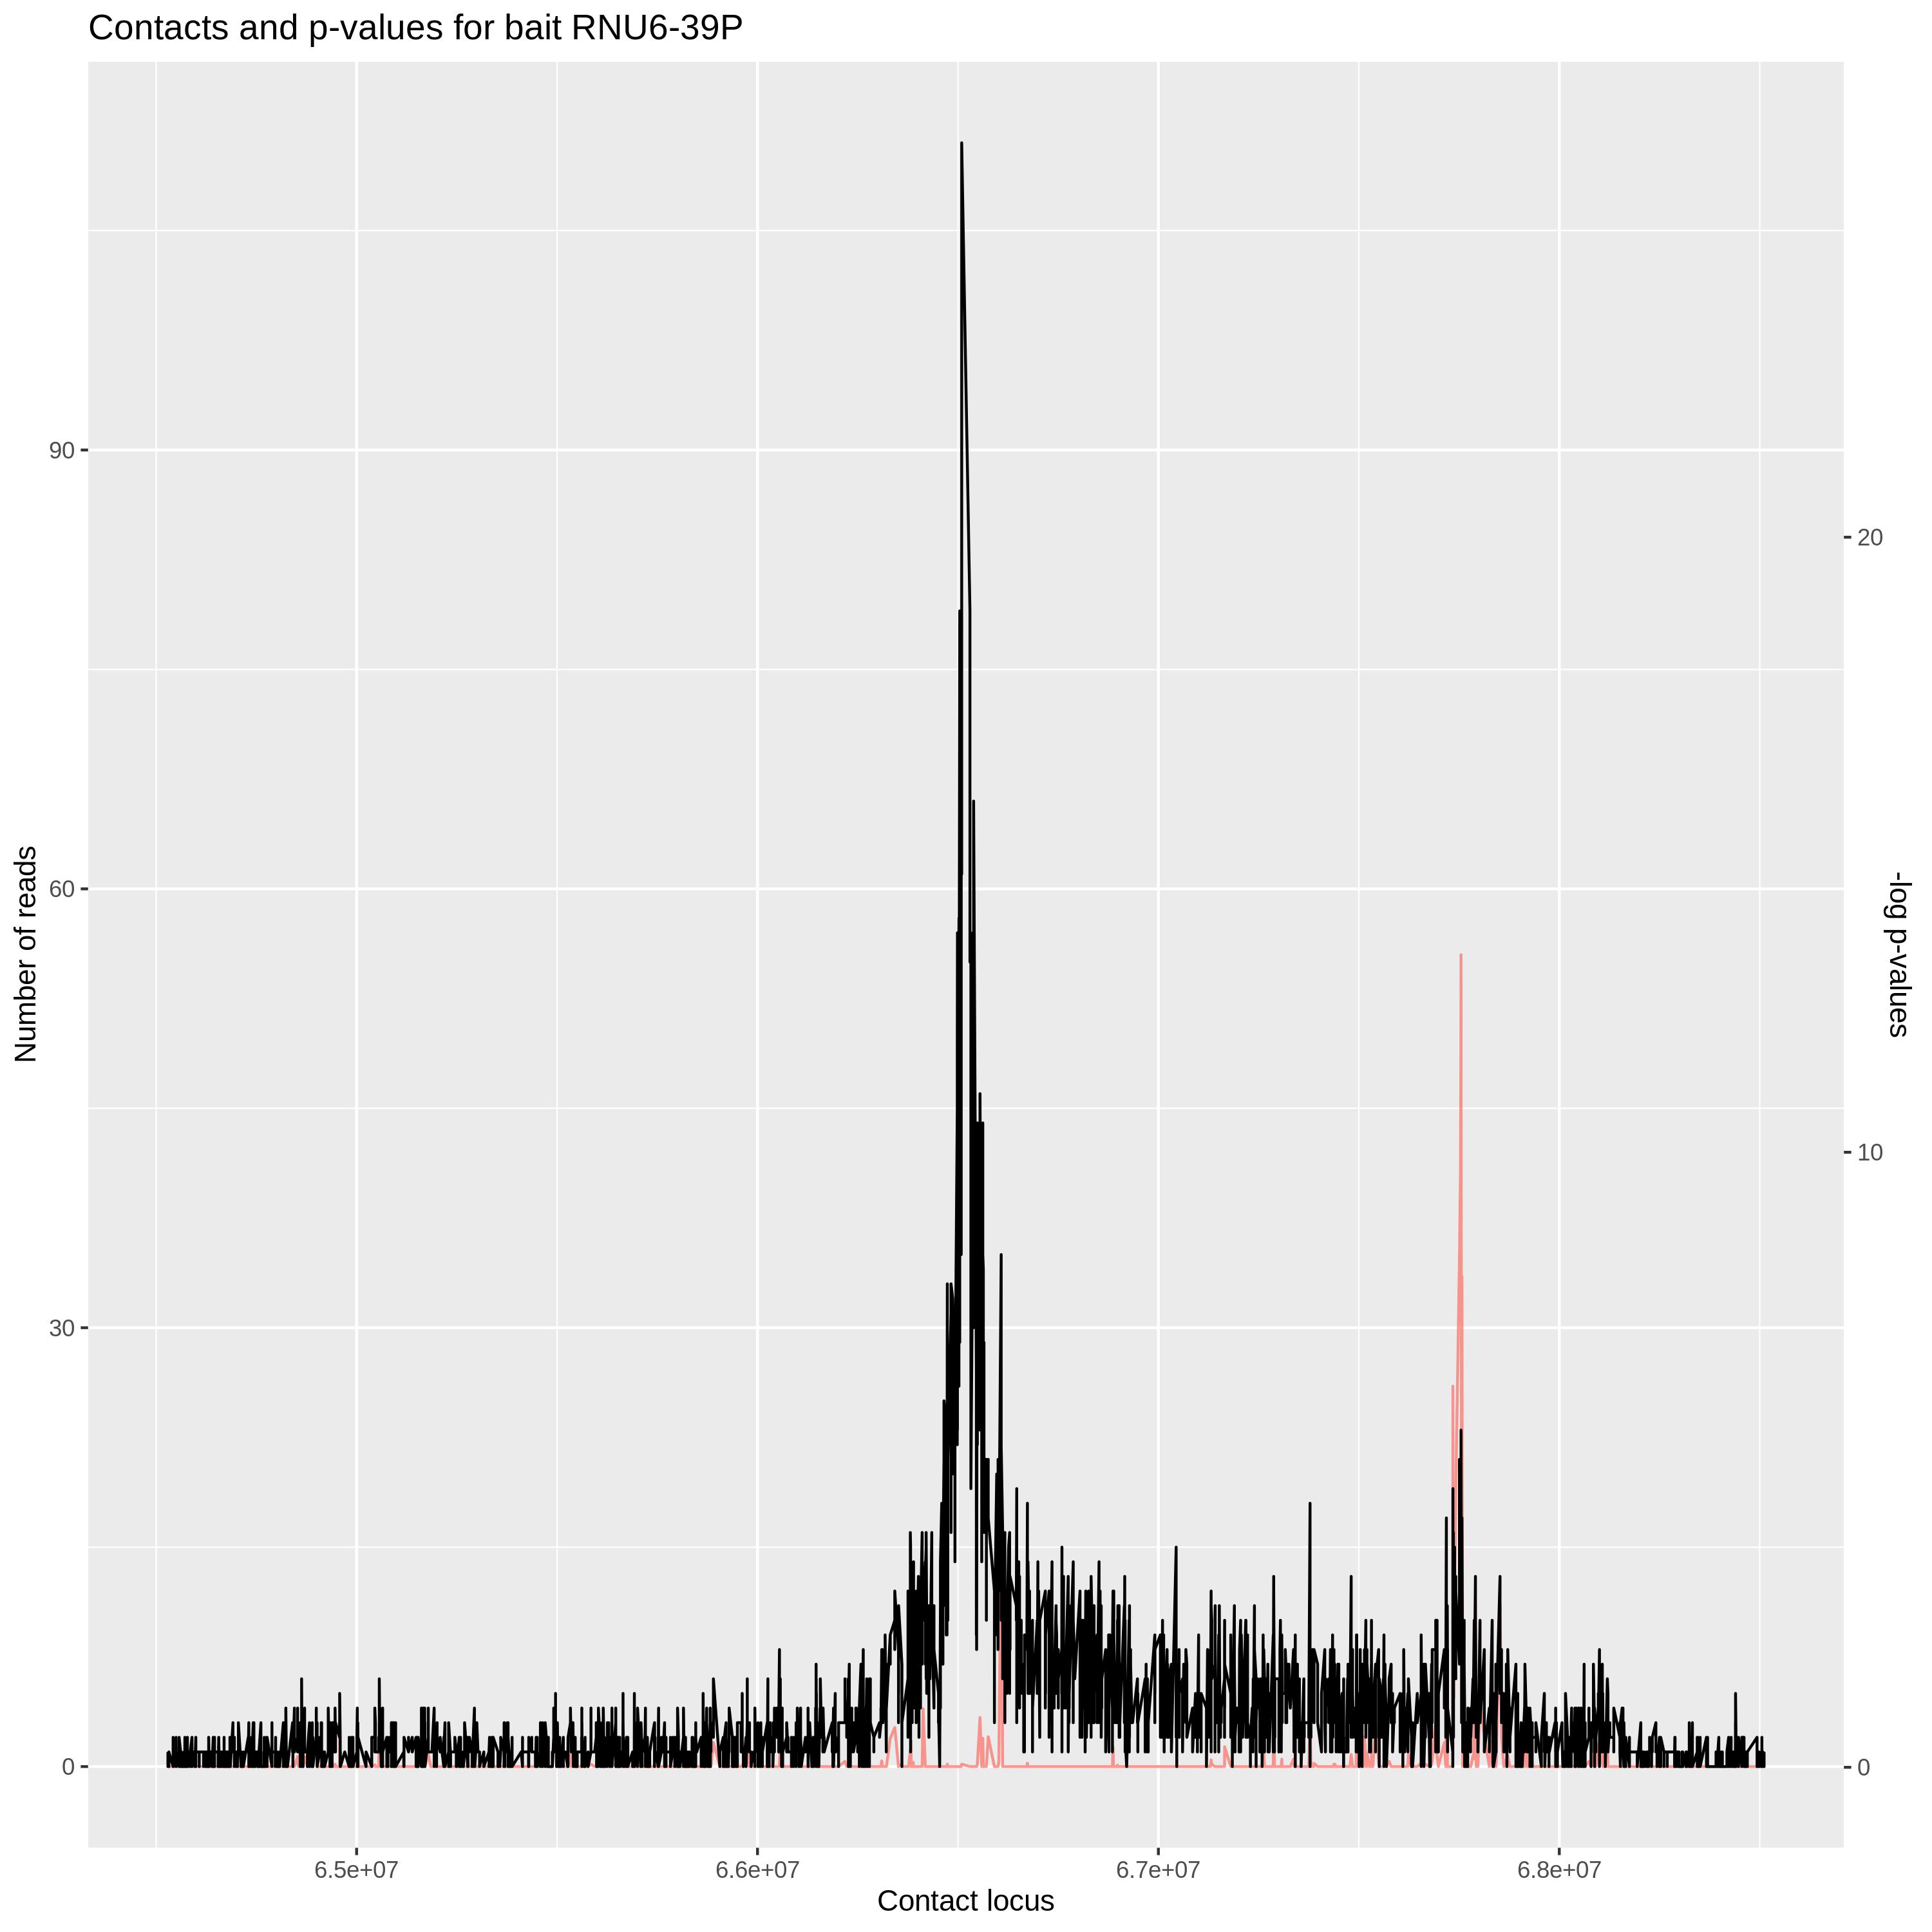 Contacts and p-values for bait RNU6-39P
90
60
30
0
Number of reads
20
10
0
-log p-values
6.5e+07
6.6e+07
6.7e+07
6.8e+07
Contact locus